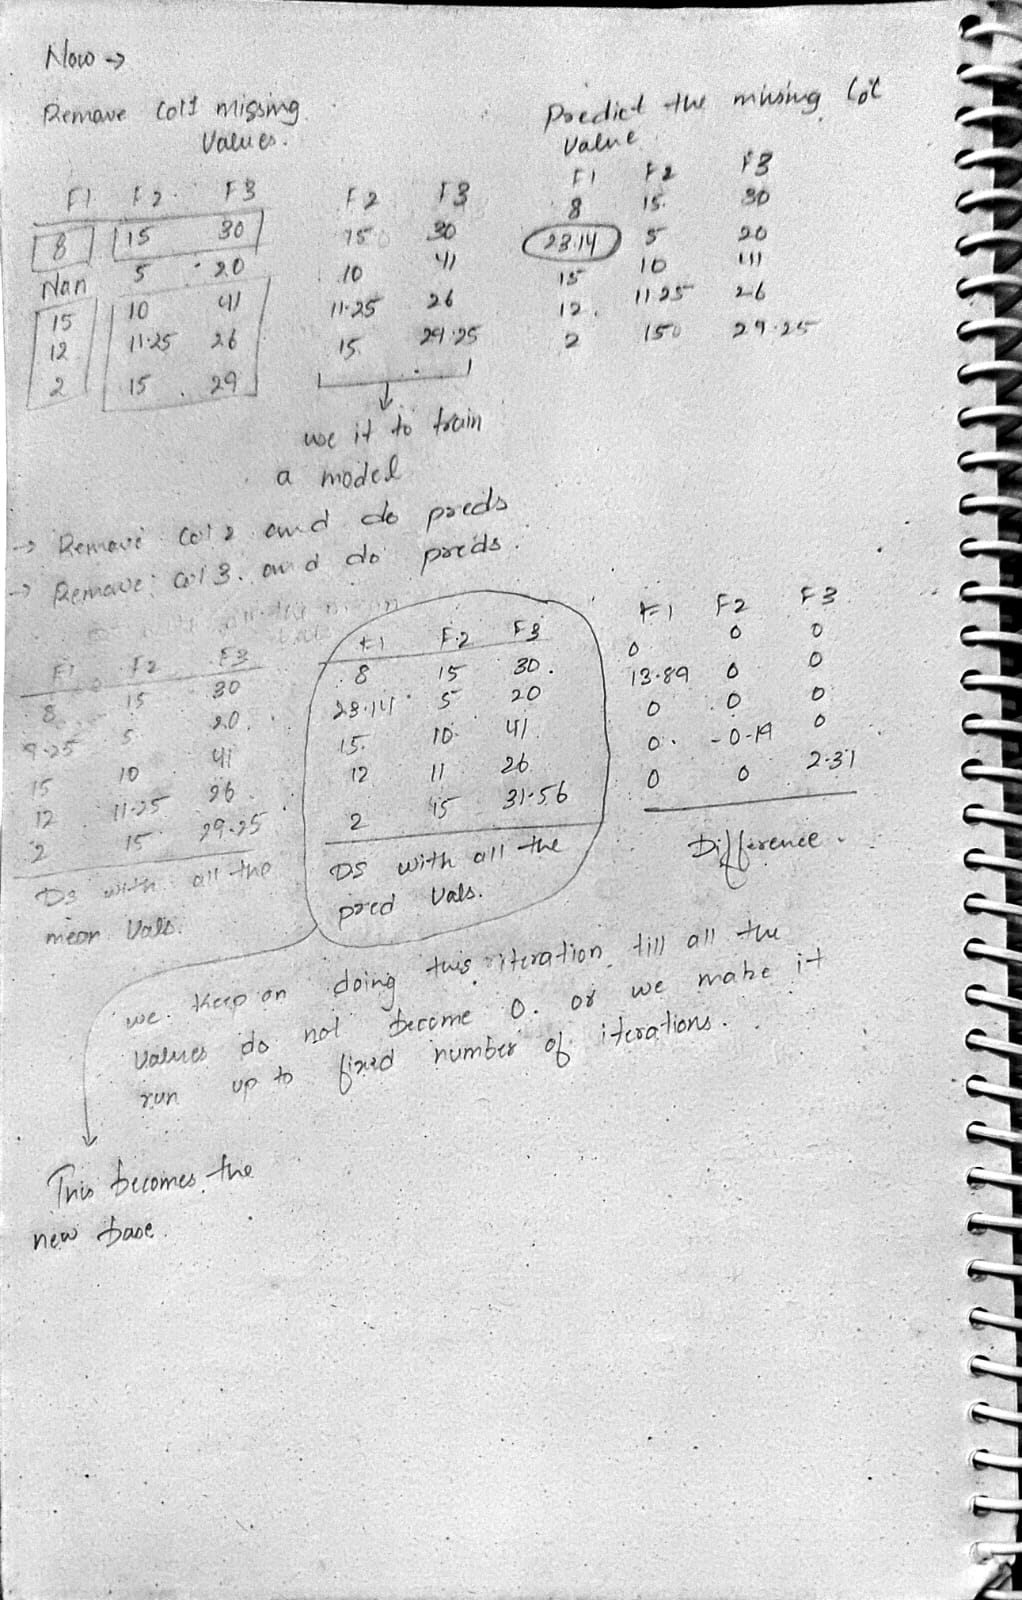 Now →
Remove Col1 missing
Values.
F1 F2 F3
8 15 30
Nan 5 20
15 10 41
12 11.25 26
2 15 29
F2 F3
15 30
10 41
11.25 26
15 29.25
use it to train
a model
Predict the missing Col
Value
F1 F2 F3
8 15 30
23.14 5 20
15 10 41
12 11.25 26
2 15 29.25
→ Remove Col 2 and do preds
→ Remove Col 3. and do preds.
F1 F2 F3
8 15 30
9.25 5 20
15 10 41
12 11.25 26
2 15 29.25
DS with all the
mean Vals.
F1 F2 F3
8 15 30
23.14 5 20
15 10 41
12 11 26
2 15 31.56
DS with all the
pred Vals.
F1 F2 F3
0 0 0
13.89 0 0
0 0 0
0 -0.19 0
0 0 2.31
Difference.
we keep on doing this iteration till all the
Values do not become 0. or we make it
run up to fixed number of iterations.
This becomes the
new base.